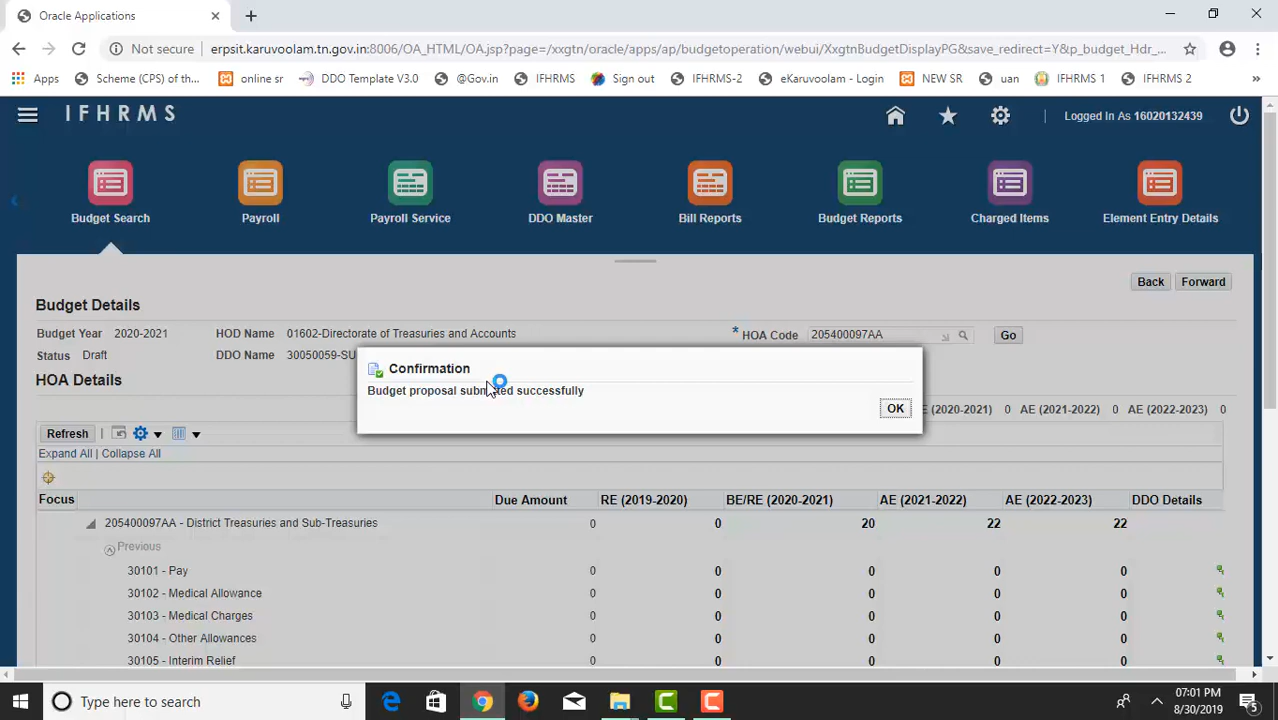 Oracle Applications
Not secure erpsit.karuvoolam.tn.gov.in:8006/OA_HTML/OA.jsp?page=/xxgtn/oracle/apps/ap/budgetoperation/webui/XxgtnBudgetDisplayPG&save_redirect=Y&p_budget_Hdr_...
Apps Scheme (CPS) of th... online sr DDO Template V3.0 @Gov.in IFHRMS Sign out IFHRMS-2 eKaruvoolam - Login NEW SR uan IFHRMS 1 IFHRMS 2 »
IFHRMS Logged In As 16020132439
Budget Search Payroll Payroll Service DDO Master Bill Reports Budget Reports Charged Items Element Entry Details
Back Forward
Budget Details
Budget Year 2020-2021 HOD Name 01602-Directorate of Treasuries and Accounts * HOA Code 205400097AA Go
Status Draft DDO Name 30050059-SU
Confirmation
HOA Details
Budget proposal submitted successfully
OK
(2020-2021) 0 AE (2021-2022) 0 AE (2022-2023) 0
Refresh
Expand All | Collapse All
Focus Due Amount RE (2019-2020) BE/RE (2020-2021) AE (2021-2022) AE (2022-2023) DDO Details
205400097AA - District Treasuries and Sub-Treasuries 0 0 20 22 22
Previous
30101 - Pay 0 0 0 0 0
30102 - Medical Allowance 0 0 0 0 0
30103 - Medical Charges 0 0 0 0 0
30104 - Other Allowances 0 0 0 0 0
30105 - Interim Relief 0 0 0 0 0
Type here to search
07:01 PM
8/30/2019
5